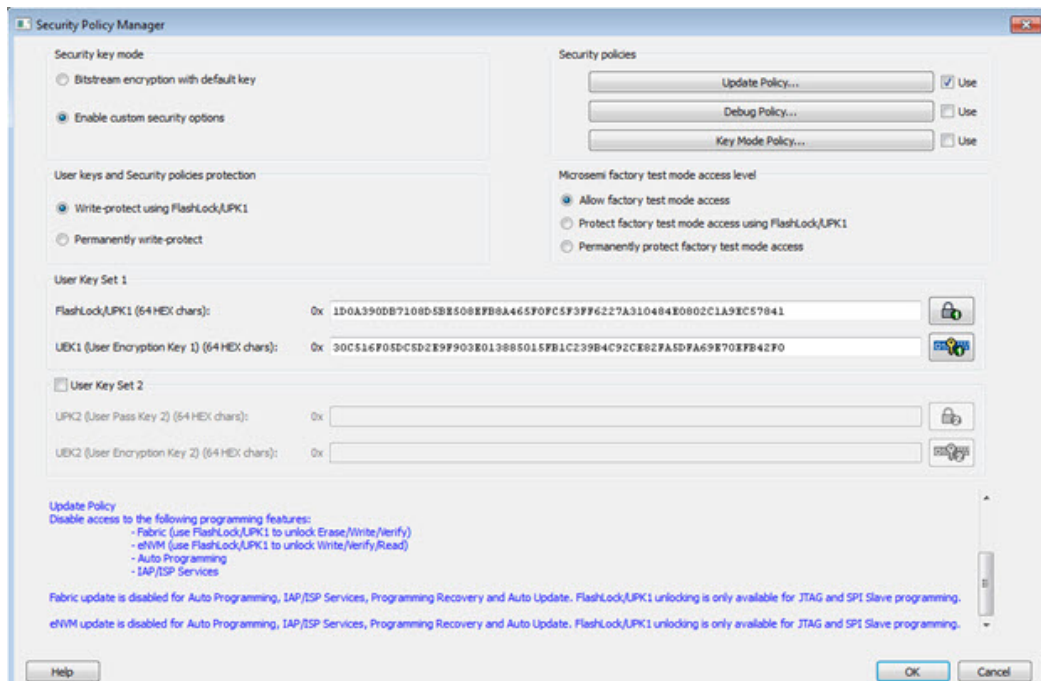 Security Policy Manager
Security key mode
Bitstream encryption with default key
Enable custom security options
Security policies
Update Policy...
Use
Debug Policy...
Use
Key Mode Policy...
Use
User keys and Security policies protection
Write-protect using FlashLock/UPK1
Permanently write-protect
Microsemi factory test mode access level
Allow factory test mode access
Protect factory test mode access using FlashLock/UPK1
Permanently protect factory test mode access
User Key Set 1
FlashLock/UPK1 (64 HEX chars): 0x 1D0A390DB7108D5BE508EFB8A465F0FC5F3FF6227A310484E0802C1A9EC57841
UEK1 (User Encryption Key 1) (64 HEX chars): 0x 30C516F05DC5D2E9F903E013885015FB1C239B4C92CE82FA5DFA69E70EFB42F0
User Key Set 2
UPK2 (User Pass Key 2) (64 HEX chars): 0x
UEK2 (User Encryption Key 2) (64 HEX chars): 0x
Update Policy
Disable access to the following programming features:
- Fabric (use FlashLock/UPK1 to unlock Erase/Write/Verify)
- eNVM (use FlashLock/UPK1 to unlock Write/Verify/Read)
- Auto Programming
- IAP/ISP Services
Fabric update is disabled for Auto Programming, IAP/ISP Services, Programming Recovery and Auto Update. FlashLock/UPK1 unlocking is only available for JTAG and SPI Slave programming.
eNVM update is disabled for Auto Programming, IAP/ISP Services, Programming Recovery and Auto Update. FlashLock/UPK1 unlocking is only available for JTAG and SPI Slave programming.
Help
OK
Cancel